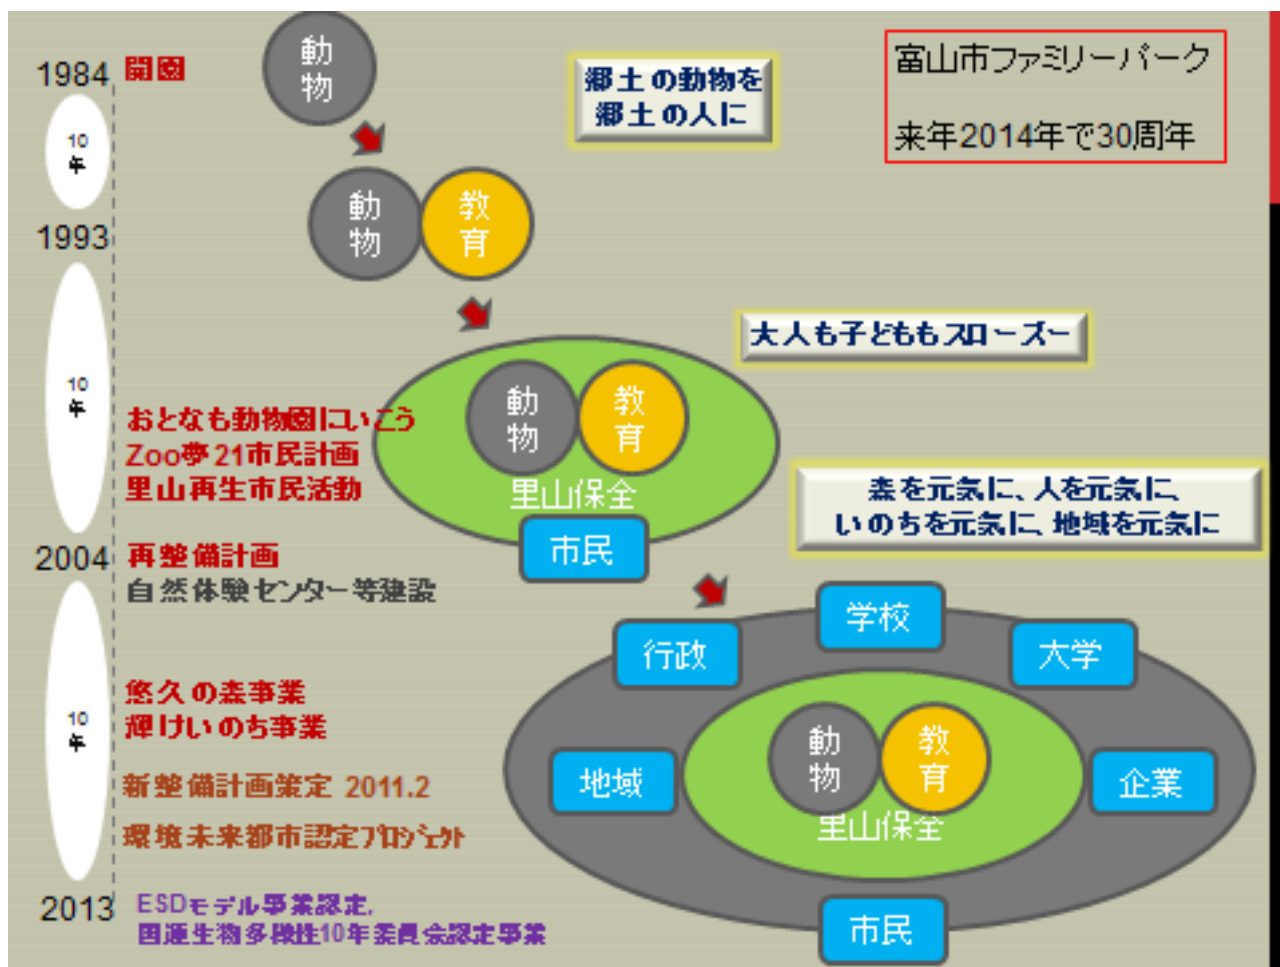 富山市ファミリーパーク
来年2014年で30周年
1984
開園
動
物
郷土の動物を
郷土の人に
10
年
動
物
教
育
1993
大人も子どももスローズー
10
年
動
物
教
育
里山保全
市民
おとなも動物園にいこう
Zoo夢21市民計画
里山再生市民活動
森を元気に、人を元気に、
いのちを元気に、地域を元気に
2004
再整備計画
自然体験センター等建設
行政
学校
大学
地域
企業
動
物
教
育
里山保全
市民
10
年
悠久の森事業
輝けいのち事業
新整備計画策定 2011.2
環境未来都市認定プロジェクト
2013
ESDモデル事業認定,
国連生物多様性10年委員会認定事業